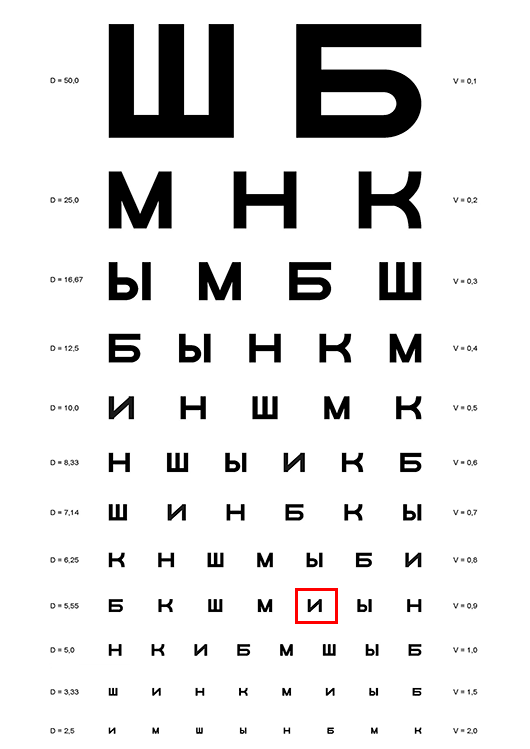 D = 50,0 Ш Б V = 0,1
D = 25,0 М Н К V = 0,2
D = 16,67 Ы М Б Ш V = 0,3
D = 12,5 Б Ы Н К М V = 0,4
D = 10,0 И Н Ш М К V = 0,5
D = 8,33 Н Ш Ы И К Б V = 0,6
D = 7,14 Ш И Н Б К Ы V = 0,7
D = 6,25 К Н Ш М Ы Б И V = 0,8
D = 5,55 Б К Ш М И Ы Н V = 0,9
D = 5,0 Н К И Б М Ш Ы Б V = 1,0
D = 3,33 Ш И Н К М И Ы Б V = 1,5
D = 2,5 И М Ш Ы Н Б М К V = 2,0